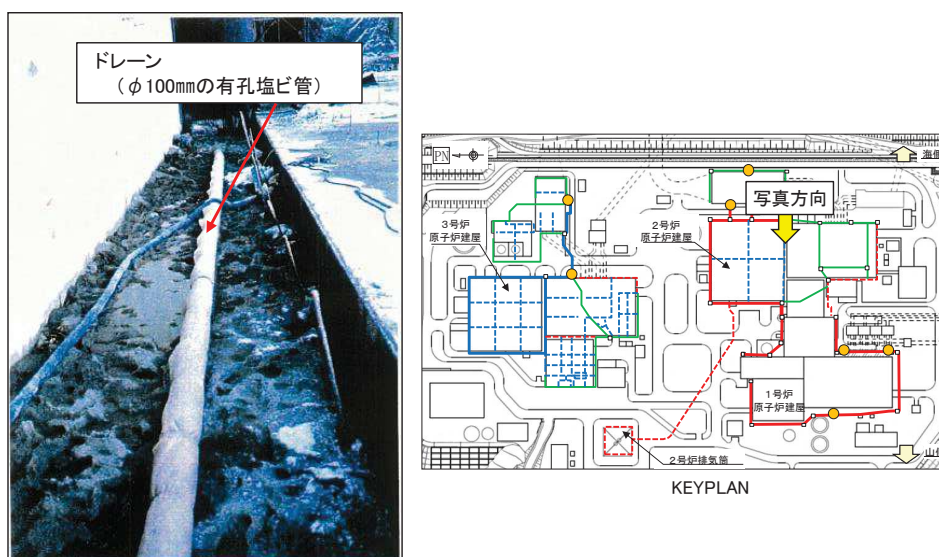 ドレーン
(φ100mmの有孔塩ビ管)
PN
海側
写真方向
3号炉
原子炉建屋
2号炉
原子炉建屋
1号炉
原子炉建屋
2号炉排気筒
KEYPLAN